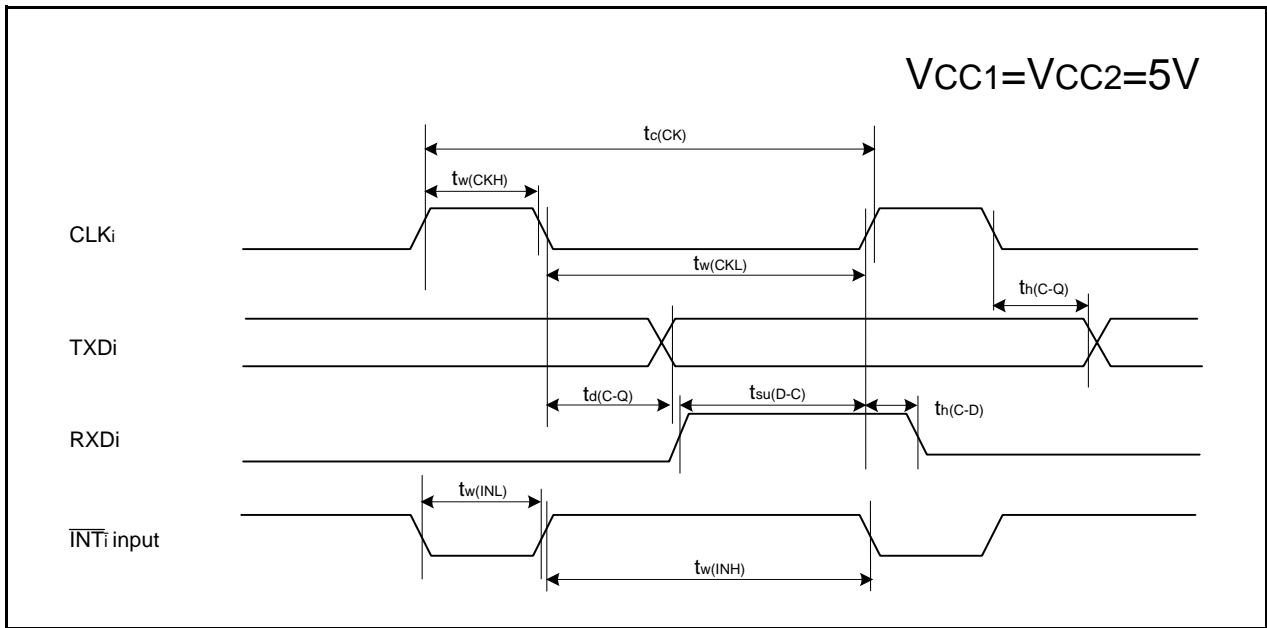 VCC1=VCC2=5V
tc(CK)
tw(CKH)
CLKi
tw(CKL)
th(C-Q)
TXDi
td(C-Q)
tsu(D-C)
th(C-D)
RXDi
tw(INL)
INTi input
tw(INH)